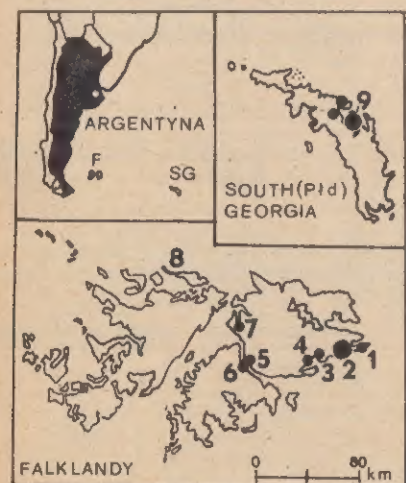 ARGENTYNA
F
SG
9
SOUTH(Płd)
GEORGIA
8
7
4
1
5
6
3
2
FALKLANDY
0 80
km